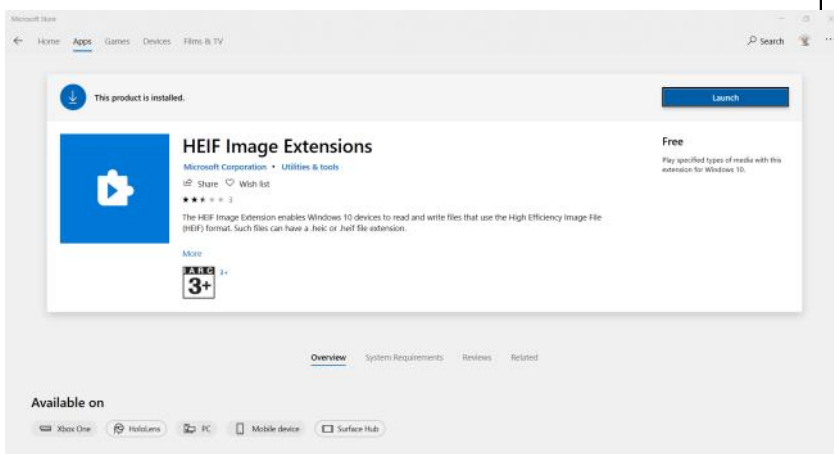 Microsoft Store
Home Apps Games Devices Films & TV Search
This product is installed. Launch
HEIF Image Extensions
Microsoft Corporation • Utilities & tools
Share Wish list
3
The HEIF Image Extension enables Windows 10 devices to read and write files that use the High Efficiency Image File
(HEIF) format. Such files can have a .heic or .heif file extension.
More
IARC
3+
3+
Free
Play specified types of media with this
extension for Windows 10.
Overview System Requirements Reviews Related
Available on
Xbox One HoloLens PC Mobile device Surface Hub